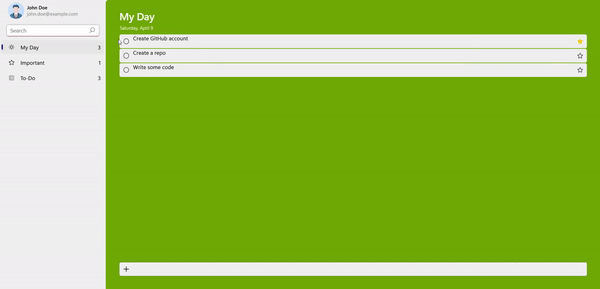 John Doe
john.doe@example.com
Search
My Day 3
Important 1
To-Do 3
My Day
Saturday, April 9
Create GitHub account
Create a repo
Write some code